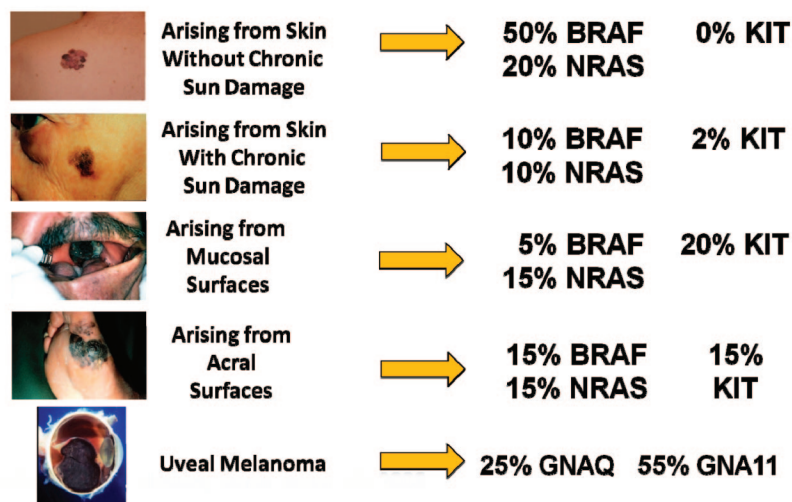 Arising from Skin
Without Chronic
Sun Damage
50% BRAF 0% KIT
20% NRAS
Arising from Skin
With Chronic
Sun Damage
10% BRAF 2% KIT
10% NRAS
Arising from
Mucosal
Surfaces
5% BRAF 20% KIT
15% NRAS
Arising from
Acral
Surfaces
15% BRAF 15%
15% NRAS KIT
Uveal Melanoma
25% GNAQ 55% GNA11